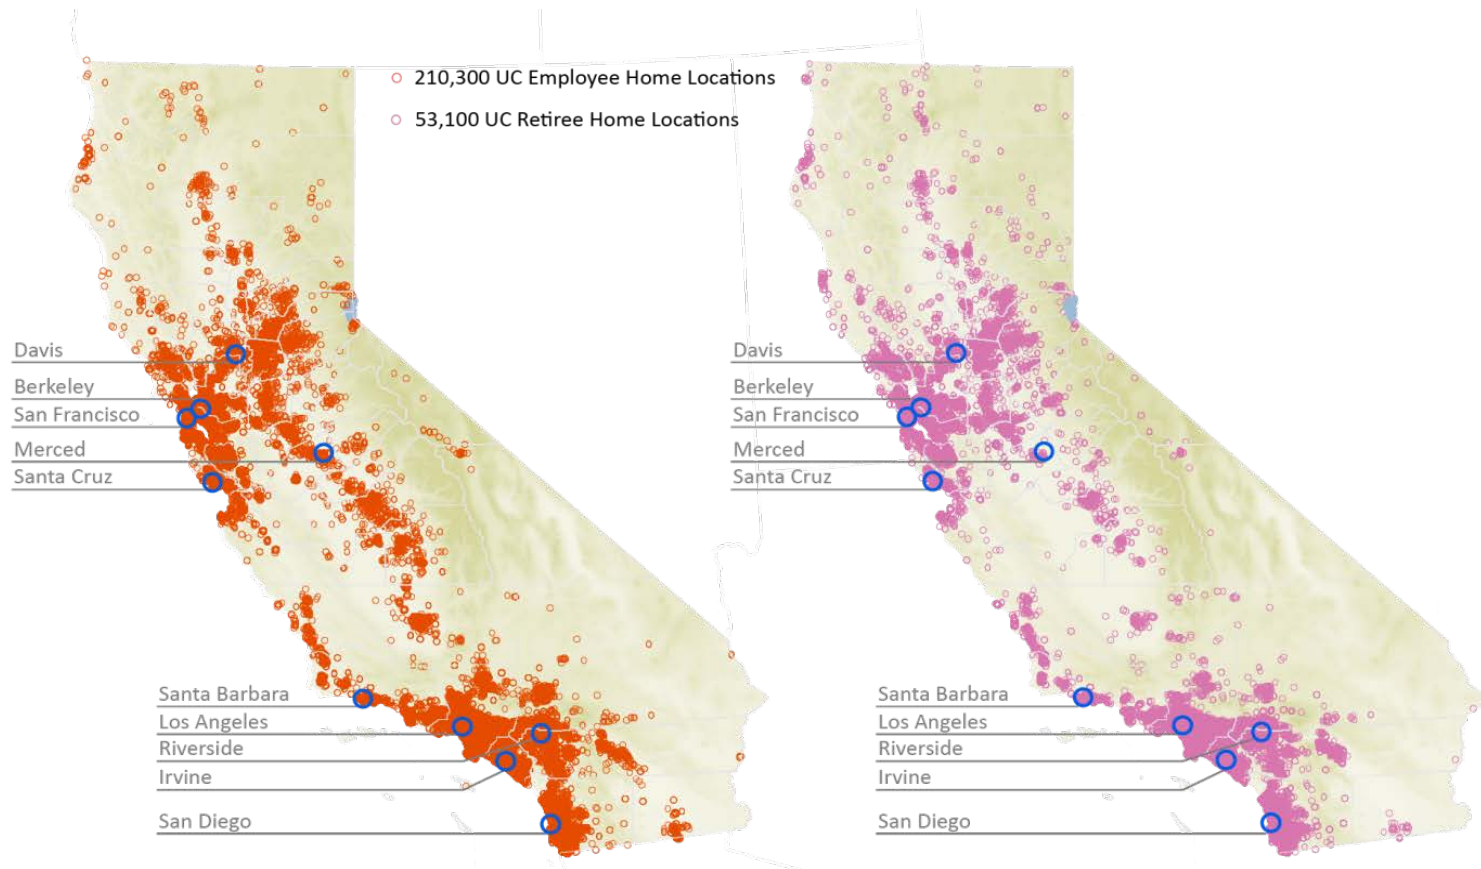 210,300 UC Employee Home Locations
53,100 UC Retiree Home Locations
Davis
Berkeley
San Francisco
Merced
Santa Cruz
Santa Barbara
Los Angeles
Riverside
Irvine
San Diego
Davis
Berkeley
San Francisco
Merced
Santa Cruz
Santa Barbara
Los Angeles
Riverside
Irvine
San Diego